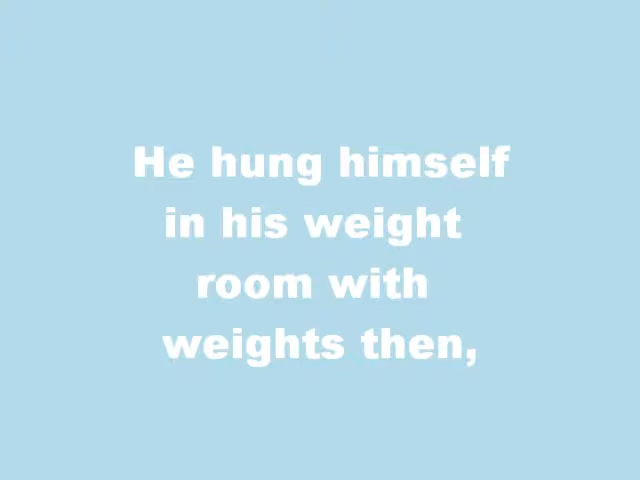 He hung himself
in his weight
room with
weights then,